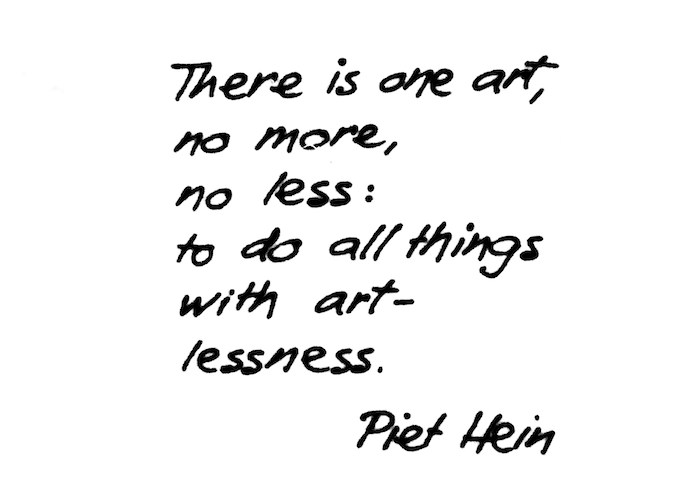 There is one art,
no more,
no less:
to do all things
with art-
lessness.
Piet Hein